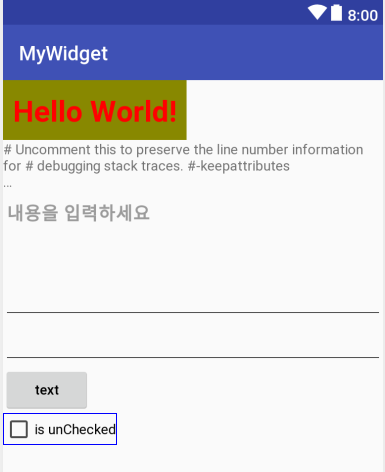 8:00
MyWidget
Hello World!
# Uncomment this to preserve the line number information
for # debugging stack traces. #-keepattributes
...
내용을 입력하세요
text
is unChecked